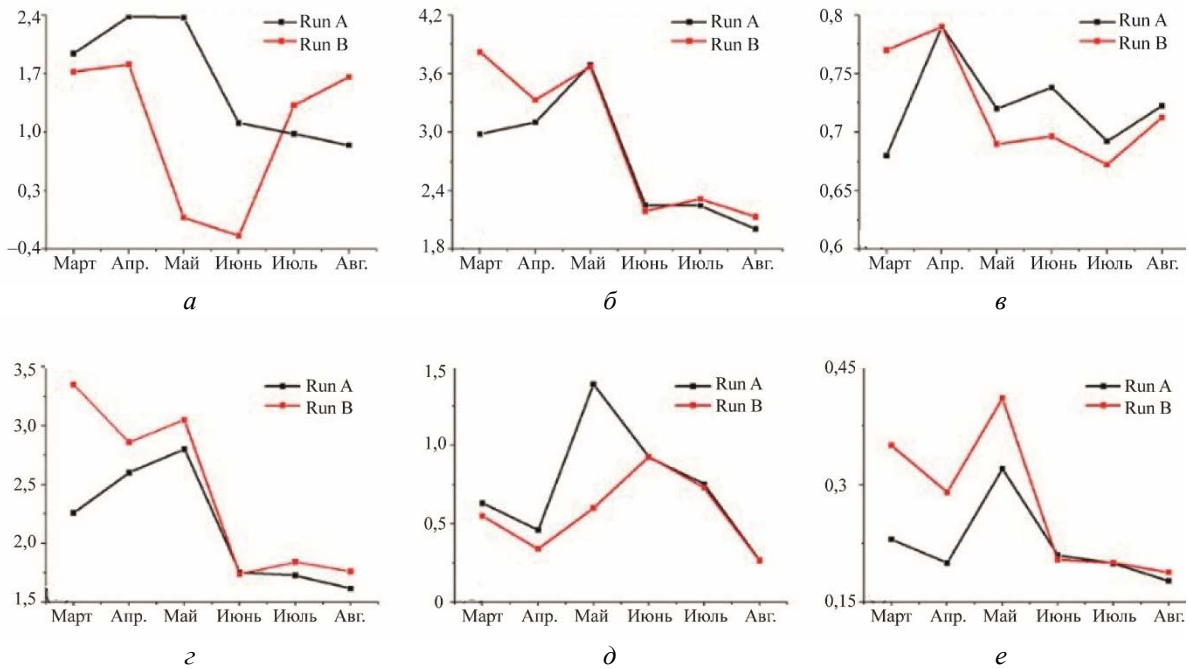 2,4
1,7
1,0
0,3
–0,4
Run A
Run B
Март Апр. Май Июнь Июль Авг.
а
4,2
3,6
3,0
2,4
1,8
Run A
Run B
Март Апр. Май Июнь Июль Авг.
б
0,8
0,75
0,7
0,65
0,6
Run A
Run B
Март Апр. Май Июнь Июль Авг.
в
3,5
3,0
2,5
2,0
1,5
Run A
Run B
Март Апр. Май Июнь Июль Авг.
г
1,5
1,0
0,5
0
Run A
Run B
Март Апр. Май Июнь Июль Авг.
д
0,45
0,3
0,15
Run A
Run B
Март Апр. Май Июнь Июль Авг.
е